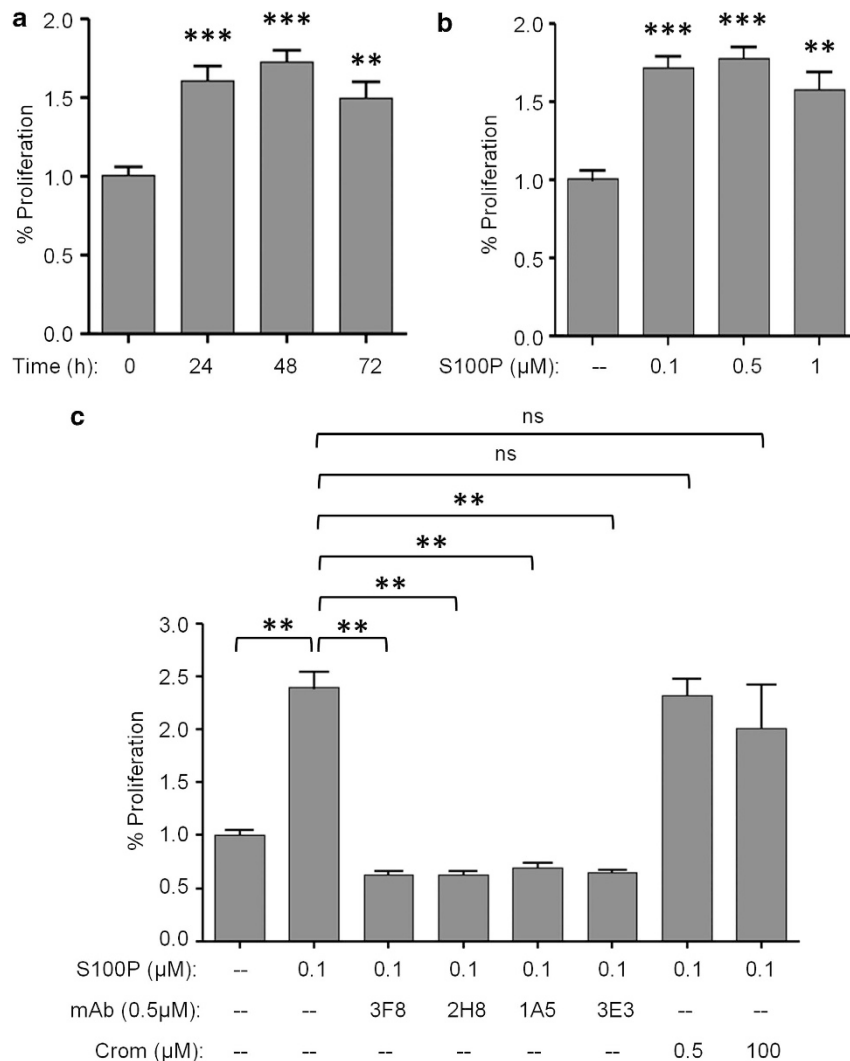 a
% Proliferation
2.0
1.5
1.0
0.5
0.0
***
***
**
Time (h): 0 24 48 72
b
% Proliferation
2.0
1.5
1.0
0.5
0.0
***
***
**
S100P (µM): -- 0.1 0.5 1
c
ns
ns
**
**
**
** **
% Proliferation
3.0
2.5
2.0
1.5
1.0
0.5
0.0
S100P (µM): -- 0.1 0.1 0.1 0.1 0.1 0.1 0.1
mAb (0.5µM) -- -- 3F8 2H8 1A5 3E3 -- --
Crom (µM): -- -- -- -- -- -- 0.5 100